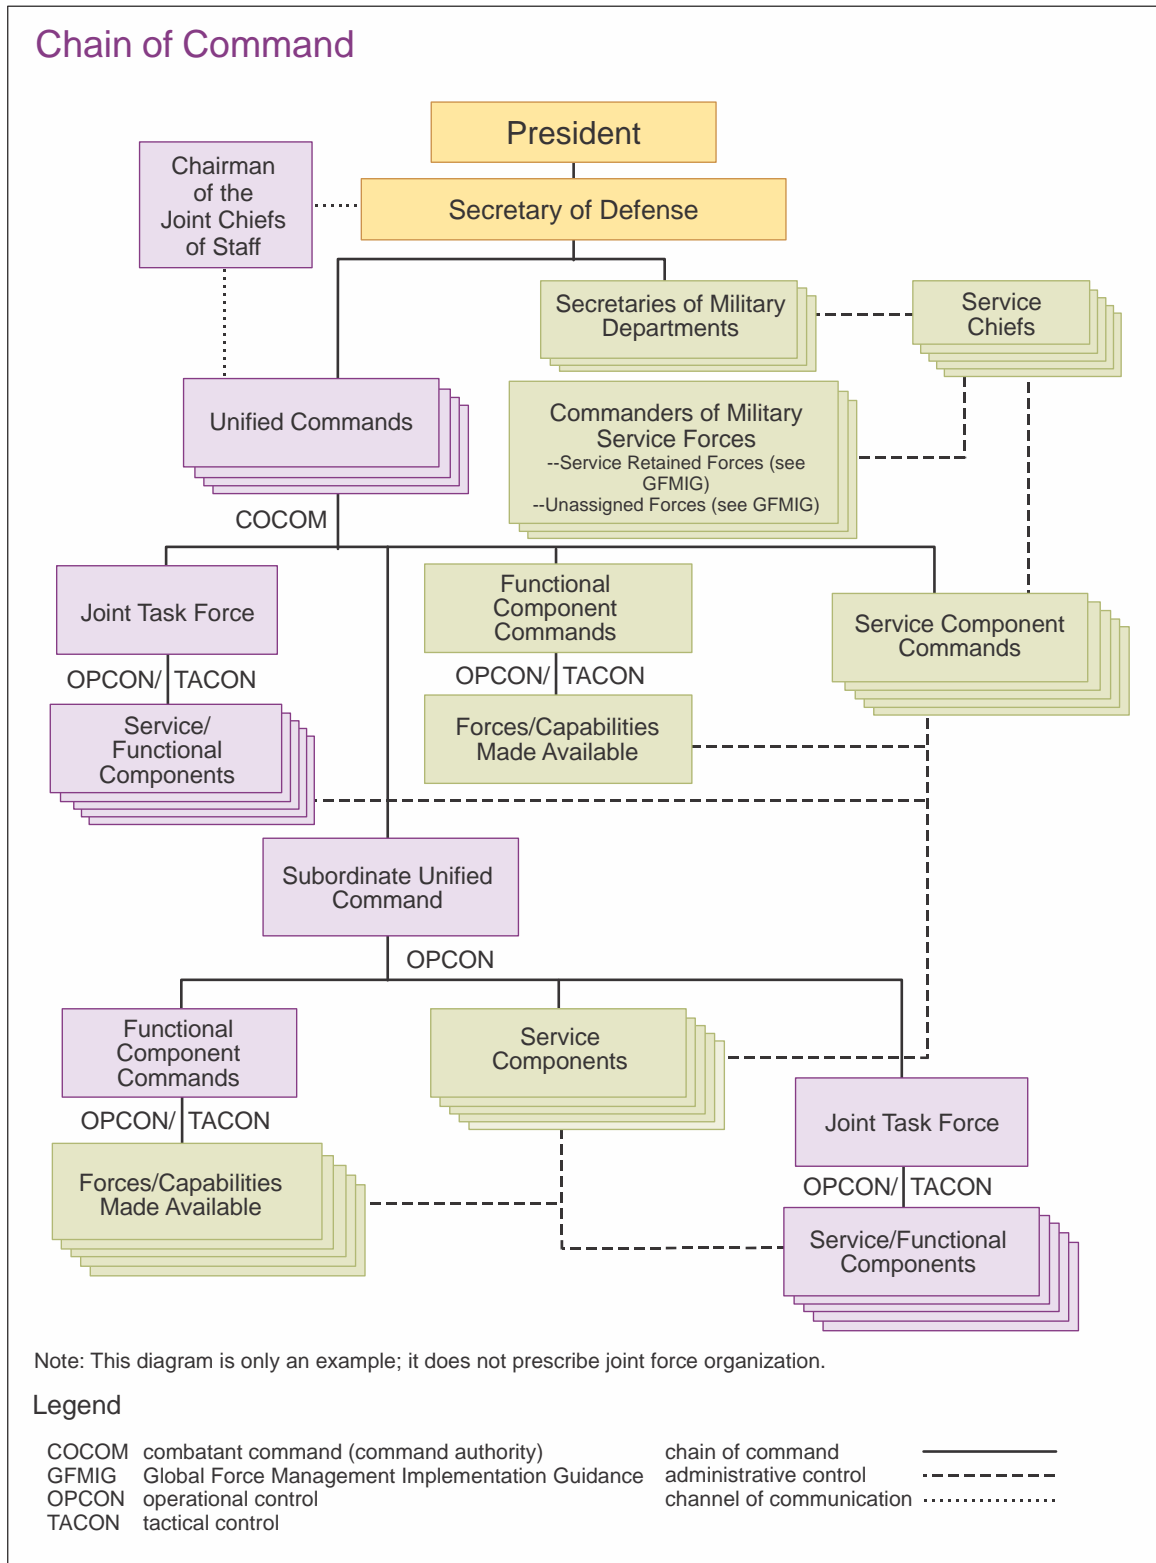 Chain of Command
President
Chairman
of the
Joint Chiefs
of Staff
Secretary of Defense
Secretaries of Military
Departments
Service
Chiefs
Unified Commands
Commanders of Military
Service Forces
--Service Retained Forces (see
GFMIG)
--Unassigned Forces (see GFMIG)
COCOM
Joint Task Force
Functional
Component
Commands
Service Component
Commands
OPCON/ TACON
OPCON/ TACON
Service/
Functional
Components
Forces/Capabilities
Made Available
Subordinate Unified
Command
OPCON
Functional
Component
Commands
Service
Components
Joint Task Force
OPCON/ TACON
Forces/Capabilities
Made Available
OPCON/ TACON
Service/Functional
Components
Note: This diagram is only an example; it does not prescribe joint force organization.
Legend
COCOM combatant command (command authority)
GFMIG Global Force Management Implementation Guidance
OPCON operational control
TACON tactical control
chain of command
administrative control
channel of communication